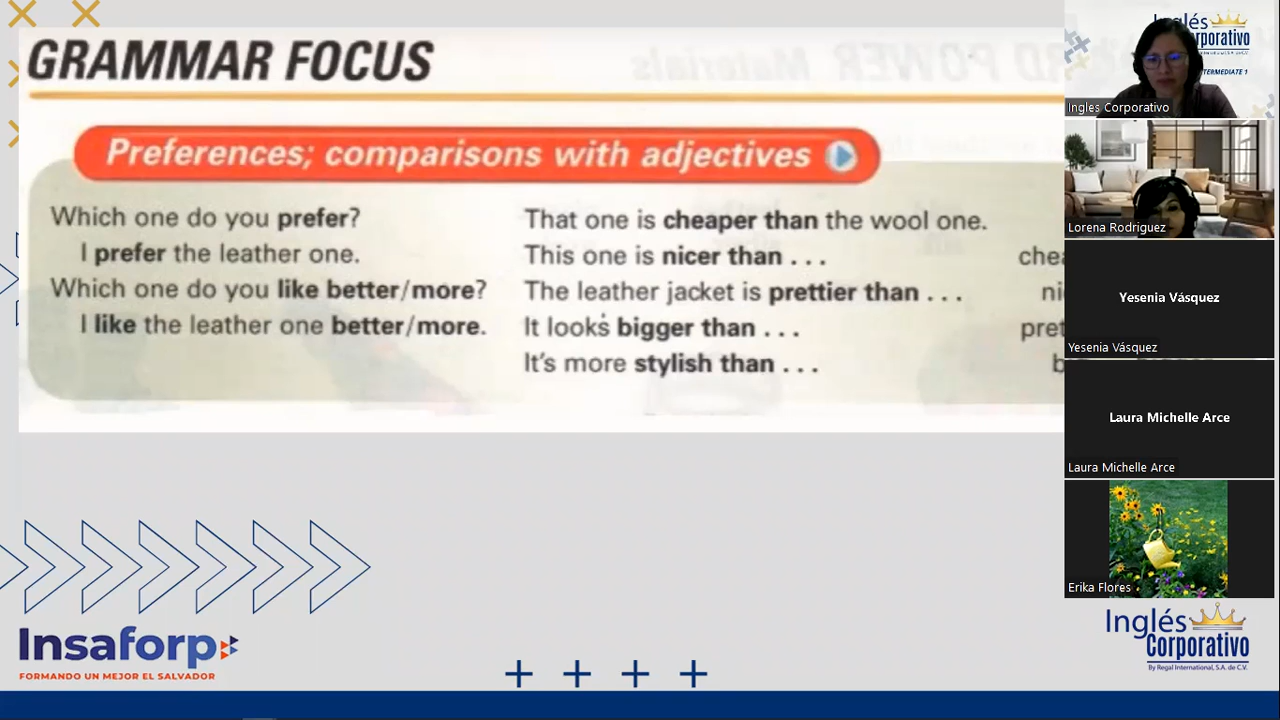 GRAMMAR FOCUS
Preferences; comparisons with adjectives
Which one do you prefer?
I prefer the leather one.
Which one do you like better/more?
I like the leather one better/more.
That one is cheaper than the wool one.
This one is nicer than . . .
The leather jacket is prettier than . . .
It looks bigger than . . .
It's more stylish than . . .
Insaforp
FORMANDO UN MEJOR EL SALVADOR
Inglés
Corporativo
By Regal International, S.A. de C.V.
Inglés
Corporativo
Ingles Corporativo
Lorena Rodriguez
Yesenia Vásquez
Yesenia Vásquez
Laura Michelle Arce
Laura Michelle Arce
Erika Flores